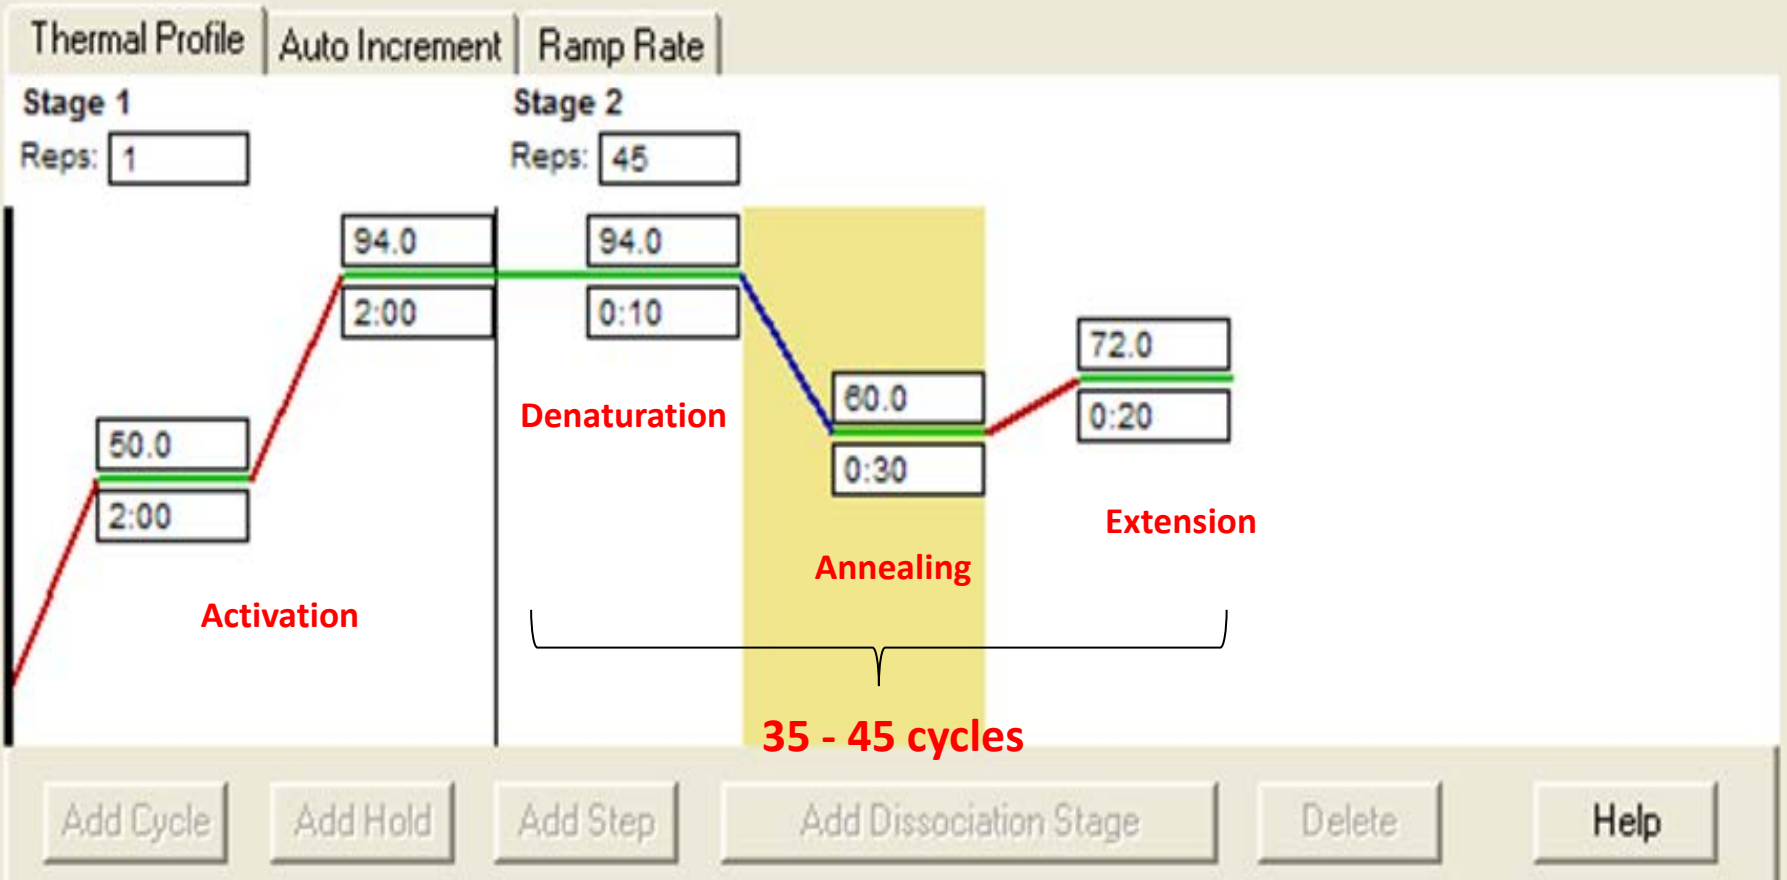 Thermal Profile
Auto Increment
Ramp Rate
Stage 1
Reps: 1
Stage 2
Reps: 45
94.0
2:00
94.0
0:10
72.0
0:20
60.0
0:30
50.0
2:00
Denaturation
Extension
Annealing
Activation
35 - 45 cycles
Add Cycle
Add Hold
Add Step
Add Dissociation Stage
Delete
Help